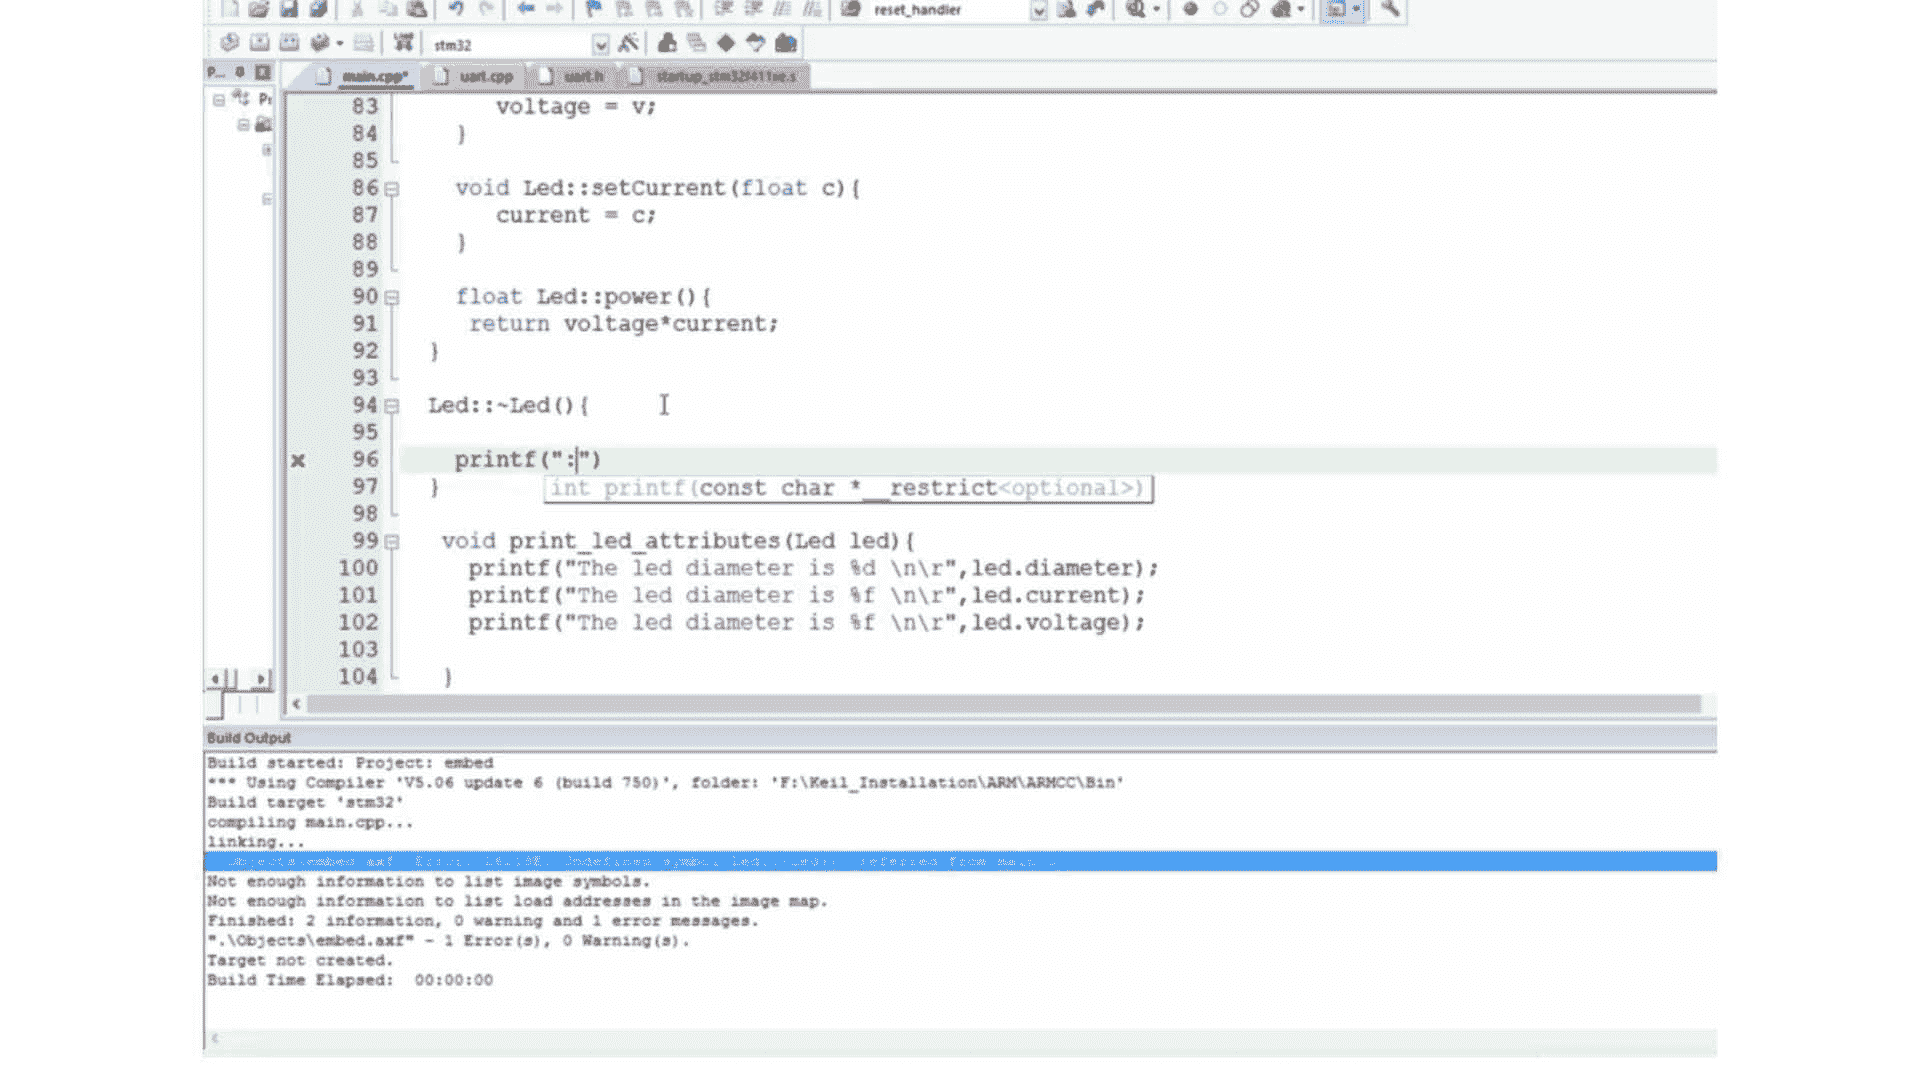 reset_handler
stm32
P...
main.cpp* uart.cpp uart.h startup_stm32f411xe.s
83 voltage = v;
84 }
85
86 void Led::setCurrent(float c){
87 current = c;
88 }
89
90 float Led::power(){
91 return voltage*current;
92 }
93
94 Led::~Led(){
95
96 printf(":")
97 } int printf(const char *__restrict<optional>)
98
99 void print_led_attributes(Led led){
100 printf("The led diameter is %d \n\r",led.diameter);
101 printf("The led diameter is %f \n\r",led.current);
102 printf("The led diameter is %f \n\r",led.voltage);
103
104 }
Build Output
Build started: Project: embed
*** Using Compiler 'V5.06 update 6 (build 750)', folder: 'F:\Keil_Installation\ARM\ARMCC\Bin'
Build target 'stm32'
compiling main.cpp...
linking...
Not enough information to list image symbols.
Not enough information to list load addresses in the image map.
Finished: 2 information, 0 warning and 1 error messages.
".\Objects\embed.axf" - 1 Error(s), 0 Warning(s).
Target not created.
Build Time Elapsed: 00:00:00